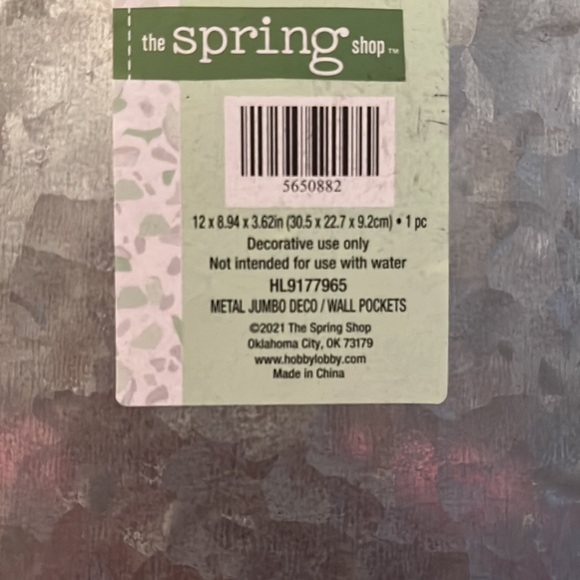 the spring shop™
5650882
12 x 8.94 x 3.62in (30.5 x 22.7 x 9.2cm) • 1 pc
Decorative use only
Not intended for use with water
HL9177965
METAL JUMBO DECO / WALL POCKETS
©2021 The Spring Shop
Oklahoma City, OK 73179
www.hobbylobby.com
Made in China